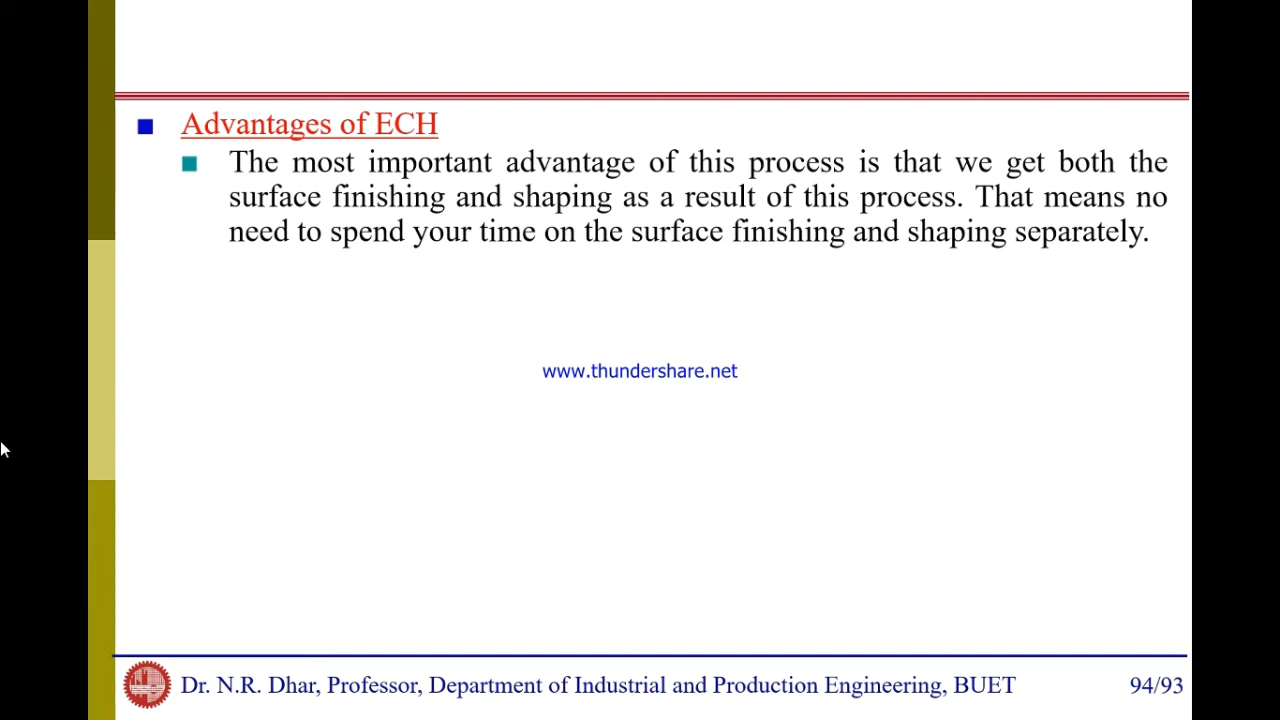 Advantages of ECH
The most important advantage of this process is that we get both the
surface finishing and shaping as a result of this process. That means no
need to spend your time on the surface finishing and shaping separately.
www.thundershare.net
Dr. N.R. Dhar, Professor, Department of Industrial and Production Engineering, BUET 94/93